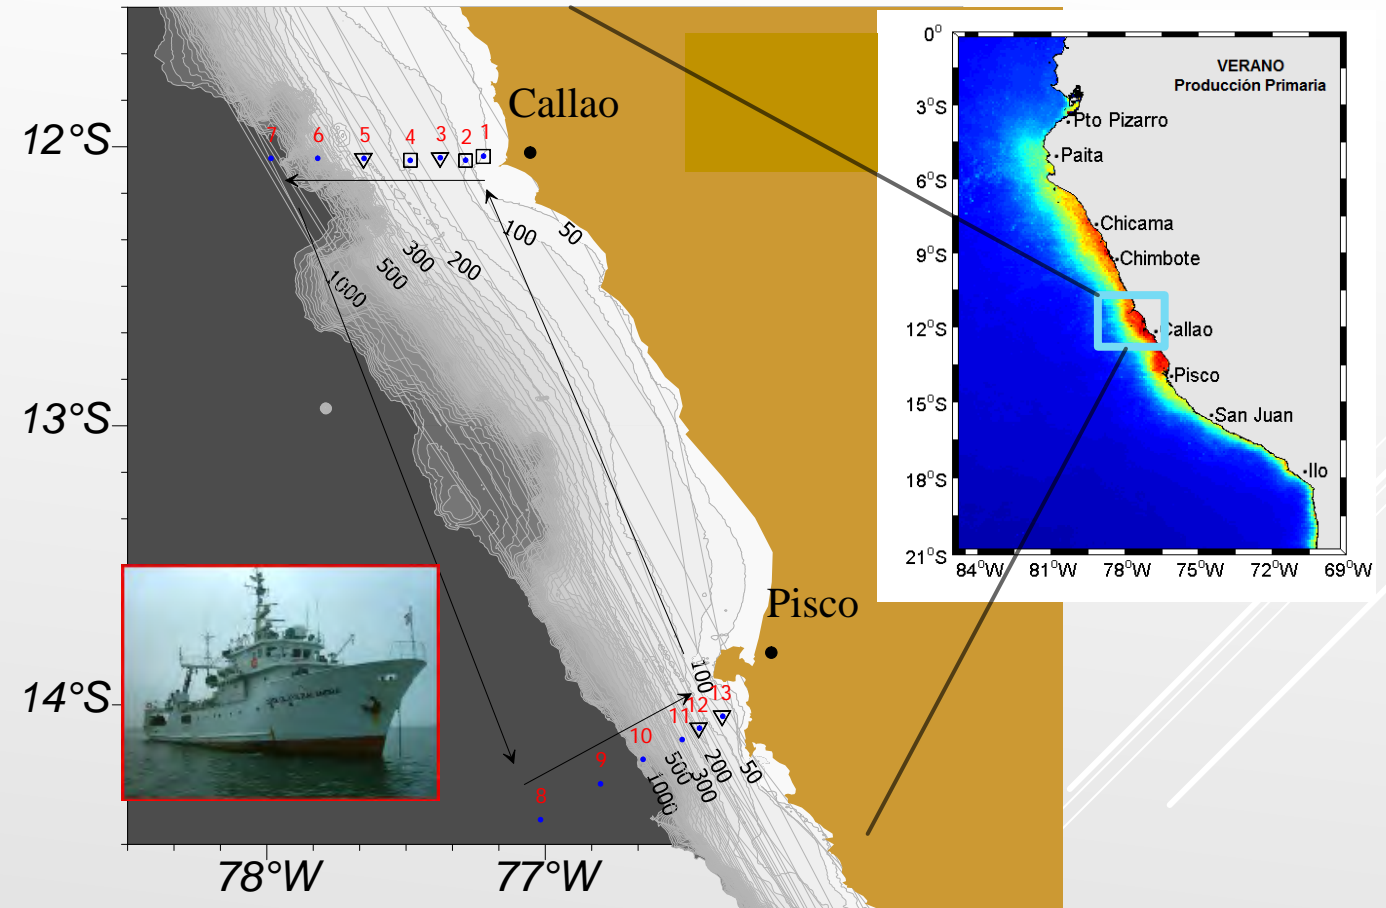 Callao
12°S
13°S
14°S
78°W
77°W
7
6
5
4
3
2
1
50
100
200
300
500
1000
Pisco
100
13
12
11
10
9
8
50
200
300
500
1000
VERANO
Producción Primaria
0°
3°S
6°S
9°S
12°S
15°S
18°S
21°S
Pto Pizarro
Paita
Chicama
Chimbote
Callao
Pisco
San Juan
Ilo
84°W
81°W
78°W
75°W
72°W
69°W